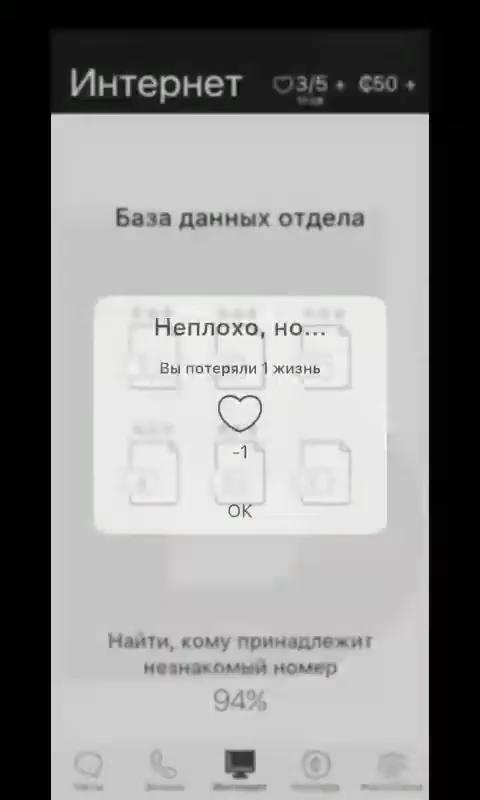 Интернет
3/5 + ₵50 +
База данных отдела
Неплохо, но...
Вы потеряли 1 жизнь
-1
OK
Найти, кому принадлежит
незнакомый номер
94%